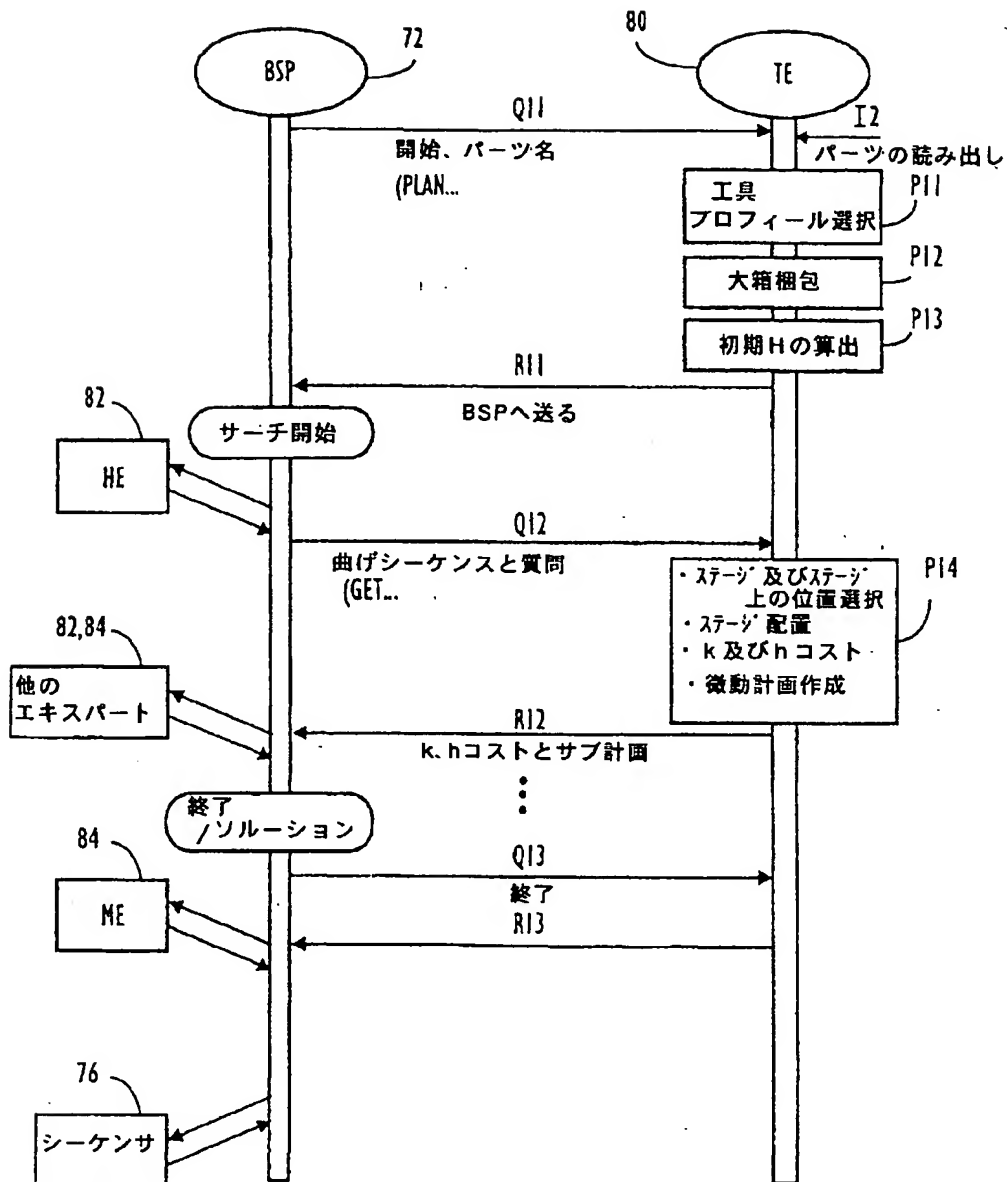 72
80
BSP
TE
Q11
I2
開始、パーツ名
パーツの読み出し
(PLAN...
工具
プロフィール選択
P11
P12
大箱梱包
P13
初期Hの算出
R11
BSPへ送る
サーチ開始
82
HE
Q12
曲げシーケンスと質問
(GET...
・ステージ及びステージ
上の位置選択
・ステージ配置
・k及びhコスト
・微動計画作成
P14
82,84
他の
エキスパート
R12
k、hコストとサブ計画
終了
/ソルーション
84
Q13
終了
ME
R13
76
シーケンサ